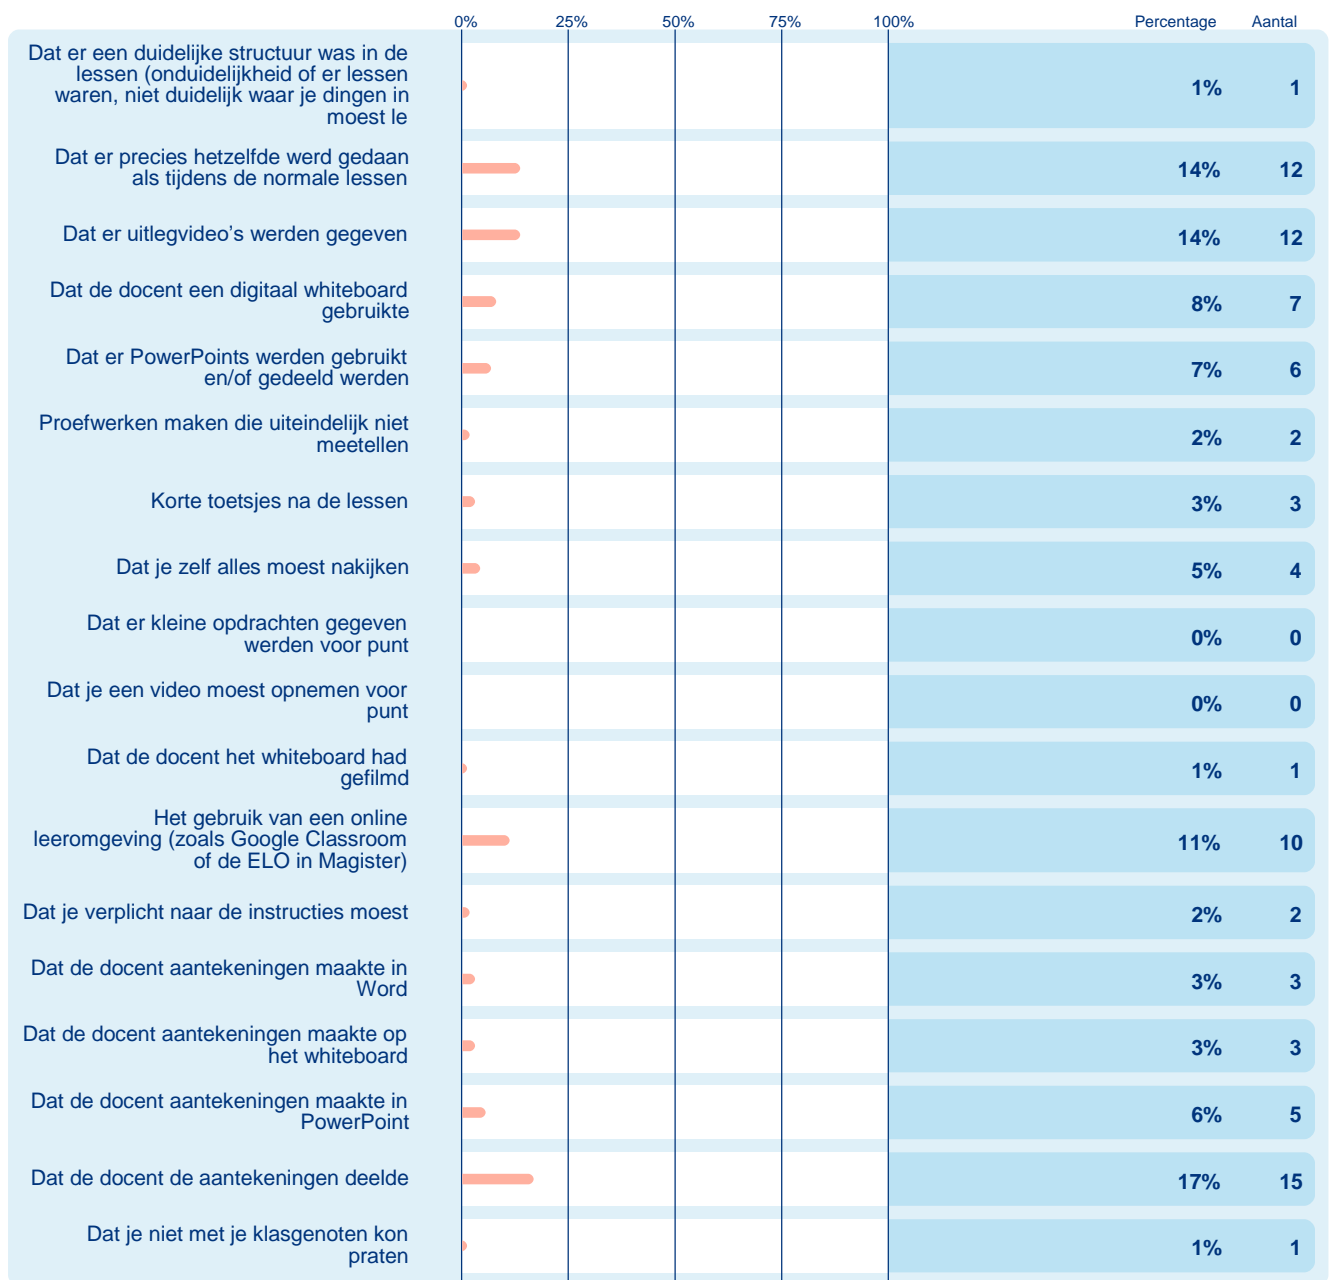 0% 25% 50% 75% 100% Percentage Aantal
Dat er een duidelijke structuur was in de
lessen (onduidelijkheid of er lessen
waren, niet duidelijk waar je dingen in
moest le
1% 1
Dat er precies hetzelfde werd gedaan
als tijdens de normale lessen
14% 12
Dat er uitlegvideo’s werden gegeven
14% 12
Dat de docent een digitaal whiteboard
gebruikte
8% 7
Dat er PowerPoints werden gebruikt
en/of gedeeld werden
7% 6
Proefwerken maken die uiteindelijk niet
meetellen
2% 2
Korte toetsjes na de lessen
3% 3
Dat je zelf alles moest nakijken
5% 4
Dat er kleine opdrachten gegeven
werden voor punt
0% 0
Dat je een video moest opnemen voor
punt
0% 0
Dat de docent het whiteboard had
gefilmd
1% 1
Het gebruik van een online
leeromgeving (zoals Google Classroom
of de ELO in Magister)
11% 10
Dat je verplicht naar de instructies moest
2% 2
Dat de docent aantekeningen maakte in
Word
3% 3
Dat de docent aantekeningen maakte op
het whiteboard
3% 3
Dat de docent aantekeningen maakte in
PowerPoint
6% 5
Dat de docent de aantekeningen deelde
17% 15
Dat je niet met je klasgenoten kon
praten
1% 1